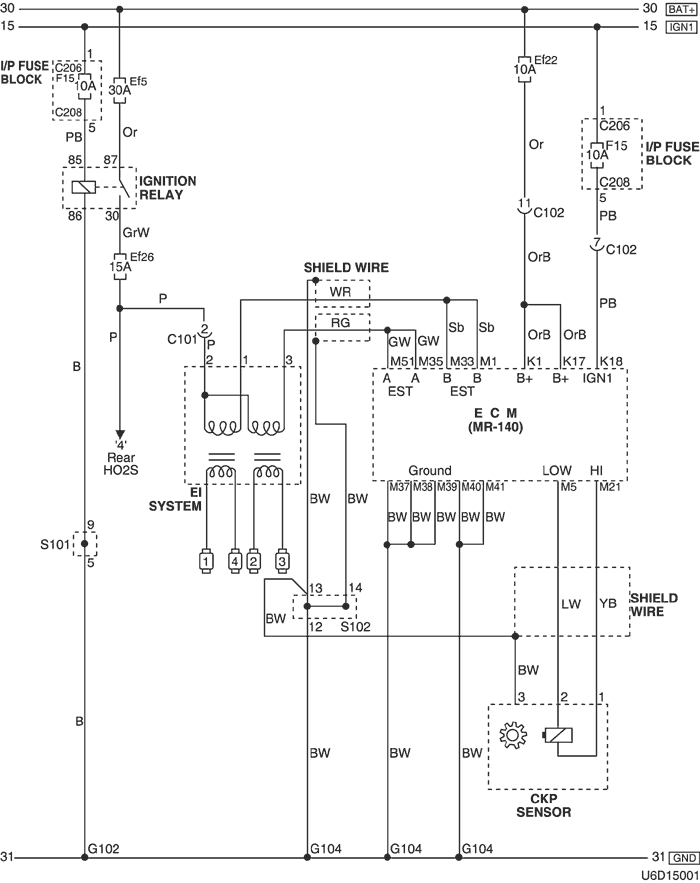 30
30 BAT+
15
15 IGN1
I/P FUSE
BLOCK
1
C206
F15
10A
C208
5
PB
Ef5
30A
Or
85
87
IGNITION
RELAY
86
30
GrW
Ef26
15A
P
P
C101
2
P
B
'4'
Rear
HO2S
Ef22
10A
Or
11
C102
OrB
OrB
OrB
1
C206
F15
10A
C208
5
I/P FUSE
BLOCK
PB
7
C102
PB
SHIELD WIRE
WR
RG
Sb
Sb
GW
GW
2
1
3
M51
M35
M33
M1
K1
K17
K18
A
A
B
B
B+
B+
IGN1
EST
EST
E C M
(MR-140)
Ground
LOW
HI
M37
M38
M39
M40
M41
M5
M21
EI
SYSTEM
BW
BW
BW
BW
BW
BW
BW
1
4
2
3
9
S101
5
13
14
BW
12
S102
LW
YB
SHIELD
WIRE
BW
3
2
1
CKP
SENSOR
B
BW
BW
BW
31
G102
G104
G104
G104
31 GND
U6D15001